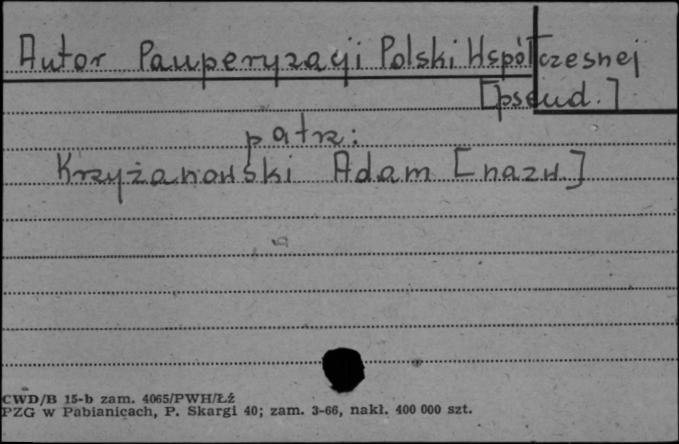 Autor Pauperyzacji Polski Współczesnej
[pseud.]
patrz:
Krzyżanowski Adam [nazw.]
CWD/B 15-b zam. 4065/PWH/Łź
PZG w Pabianicach, P. Skargi 40; zam. 3-66, nakł. 400 000 szt.